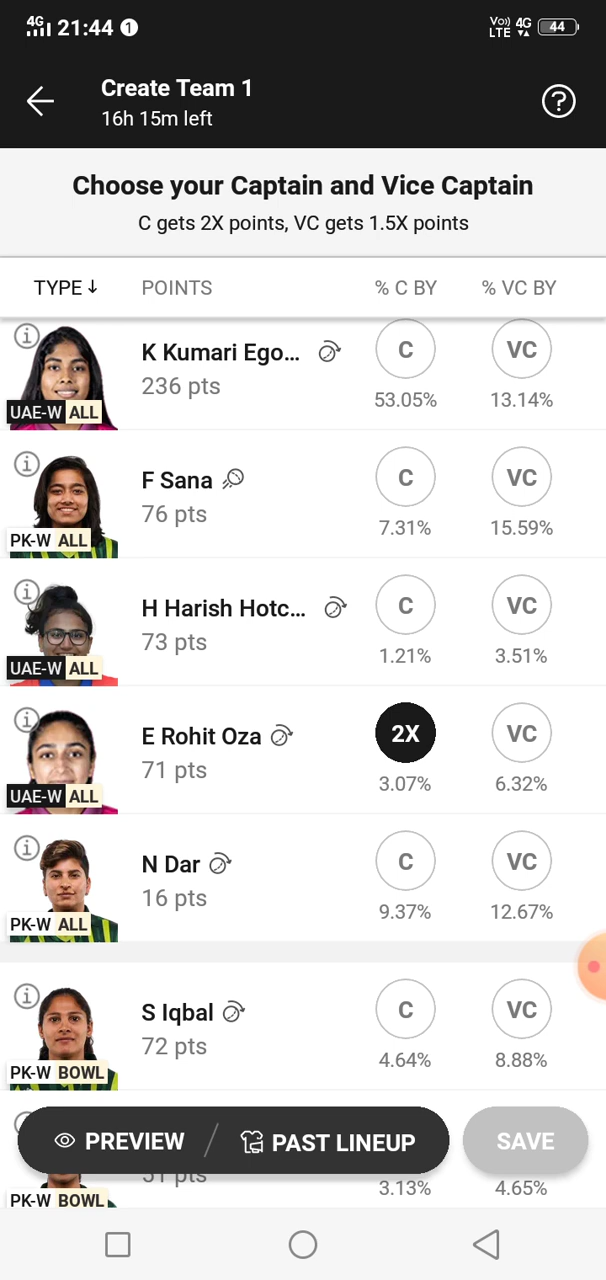 4G 21:44 1 Vo)) LTE 4G 44
Create Team 1
16h 15m left
Choose your Captain and Vice Captain
C gets 2X points, VC gets 1.5X points
TYPE ↓ POINTS % C BY % VC BY
K Kumari Ego... C VC
236 pts 53.05% 13.14%
UAE-W ALL
F Sana C VC
76 pts 7.31% 15.59%
PK-W ALL
H Harish Hotc... C VC
73 pts 1.21% 3.51%
UAE-W ALL
E Rohit Oza 2X VC
71 pts 3.07% 6.32%
UAE-W ALL
N Dar C VC
16 pts 9.37% 12.67%
PK-W ALL
S Iqbal C VC
72 pts 4.64% 8.88%
PK-W BOWL
PREVIEW / PAST LINEUP SAVE
pts 3.13% 4.65%
PK-W BOWL